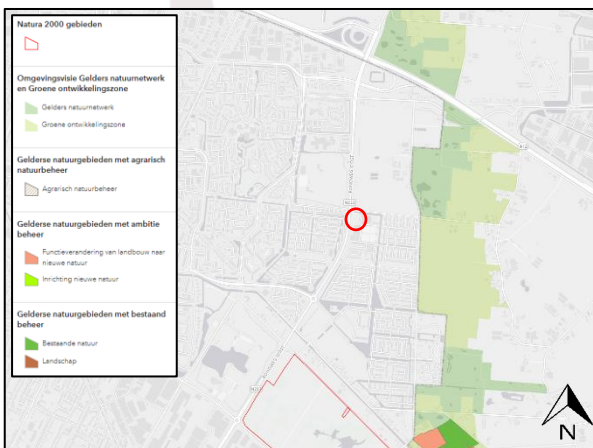 Natura 2000 gebieden
Omgevingsvisie Gelders natuurnetwerk
en Groene ontwikkelingszone
Gelders natuurnetwerk
Groene ontwikkelingszone
Gelderse natuurgebieden met agrarisch
natuurbeheer
Agrarisch natuurbeheer
Gelderse natuurgebieden met ambitie
beheer
Functieverandering van landbouw naar
nieuwe natuur
Inrichting nieuwe natuur
Gelderse natuurgebieden met bestaand
beheer
Bestaande natuur
Landschap
N